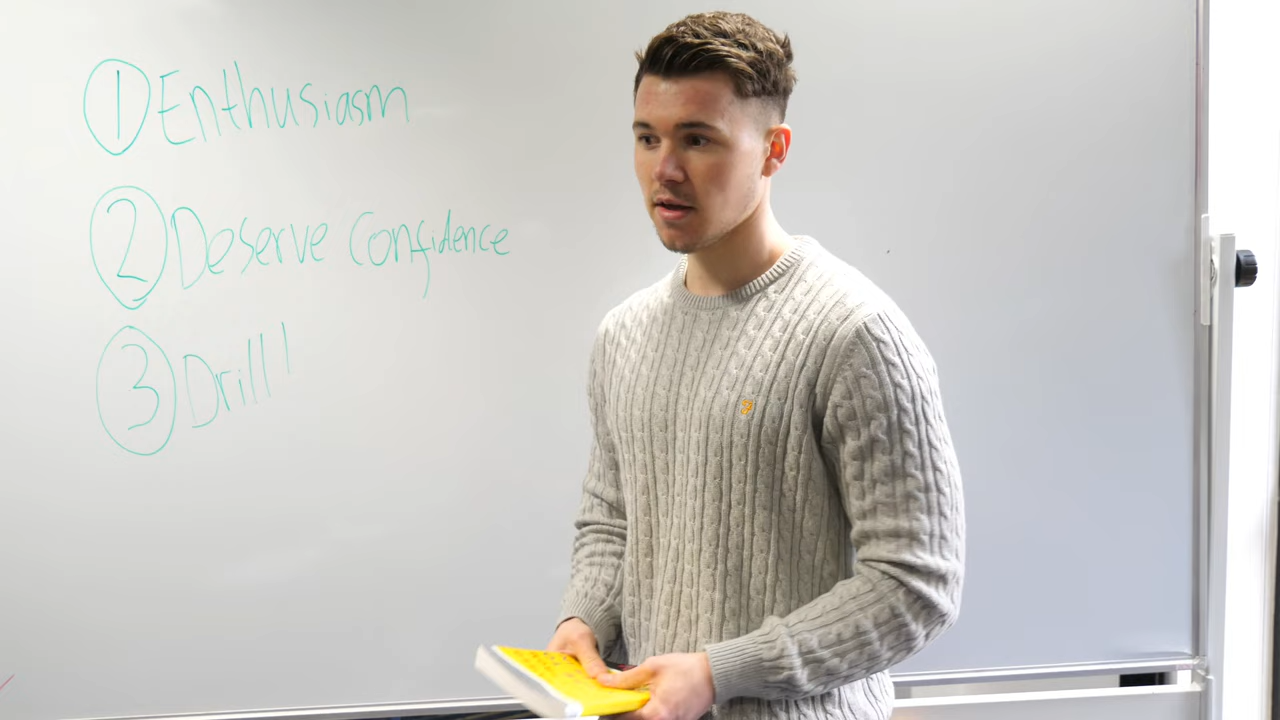 ① Enthusiasm
② Deserve Confidence
③ Drill!